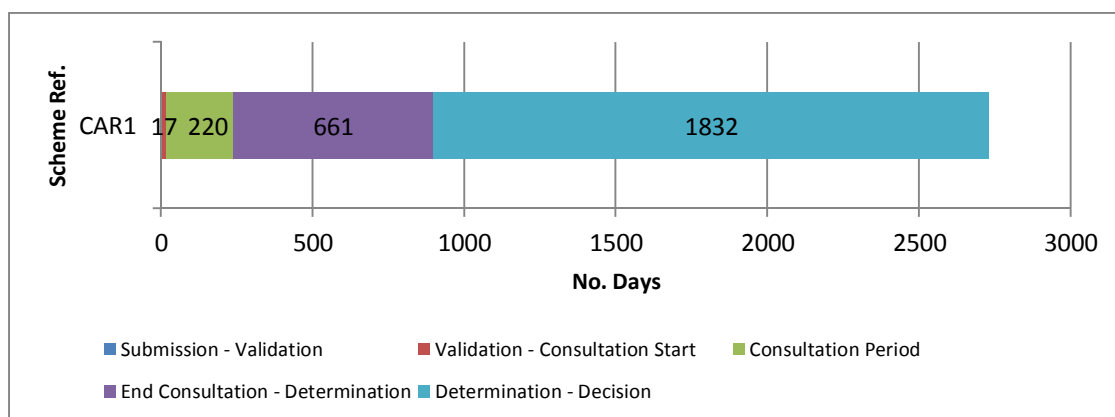 Scheme Ref.
CAR1
17 220 661 1832
0 500 1000 1500 2000 2500 3000
No. Days
Submission - Validation Validation - Consultation Start Consultation Period
End Consultation - Determination Determination - Decision